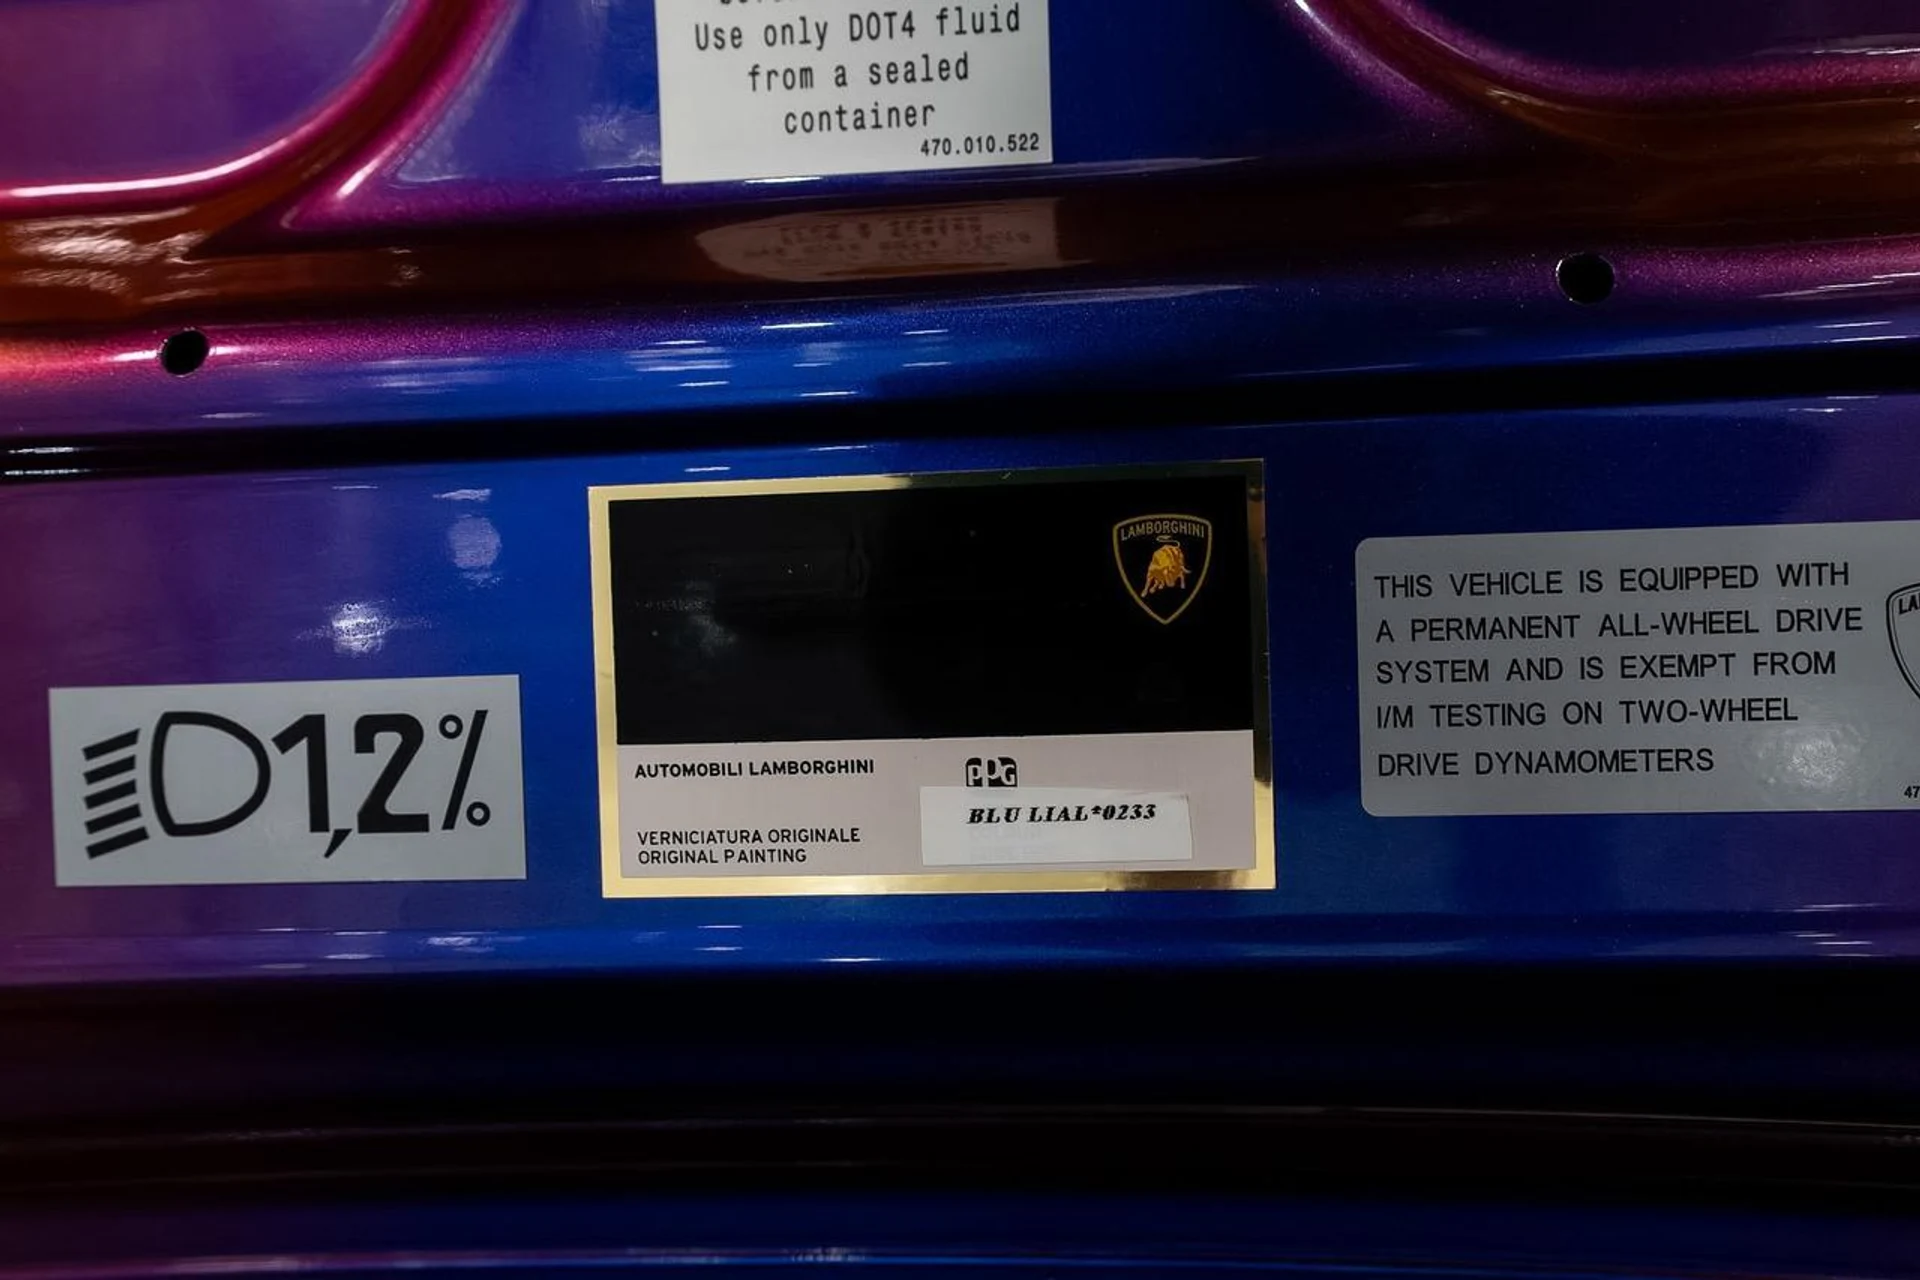 Use only DOT4 fluid
from a sealed
container
470.010.522
LAMBORGHINI
AUTOMOBILI LAMBORGHINI
PPG
BLU LIAL*0233
VERNICIATURA ORIGINALE
ORIGINAL PAINTING
1,2%
THIS VEHICLE IS EQUIPPED WITH
A PERMANENT ALL-WHEEL DRIVE
SYSTEM AND IS EXEMPT FROM
I/M TESTING ON TWO-WHEEL
DRIVE DYNAMOMETERS
LA
47